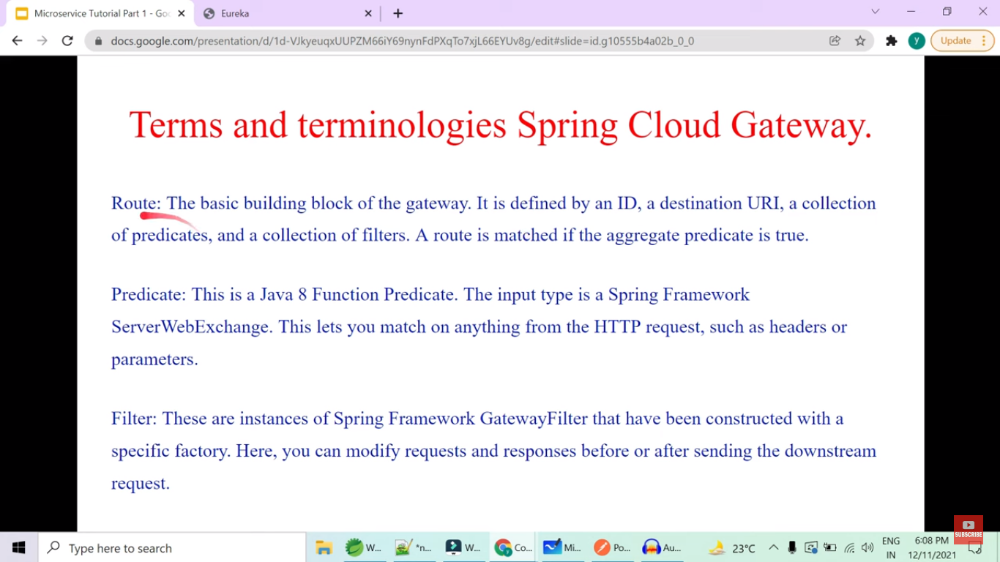 Microservice Tutorial Part 1 - Goo
Eureka
docs.google.com/presentation/d/1d-VJkyeuqxUUPZM66iY69nynFdPXqTo7xjL66EYUv8g/edit#slide=id.g10555b4a02b_0_0
y
Update
Terms and terminologies Spring Cloud Gateway.
Route: The basic building block of the gateway. It is defined by an ID, a destination URI, a collection
of predicates, and a collection of filters. A route is matched if the aggregate predicate is true.
Predicate: This is a Java 8 Function Predicate. The input type is a Spring Framework
ServerWebExchange. This lets you match on anything from the HTTP request, such as headers or
parameters.
Filter: These are instances of Spring Framework GatewayFilter that have been constructed with a
specific factory. Here, you can modify requests and responses before or after sending the downstream
request.
SUBSCRIBE
Type here to search
W...
*n...
W...
Co...
Mi...
Po...
Au...
23°C
ENG
IN
6:08 PM
12/11/2021